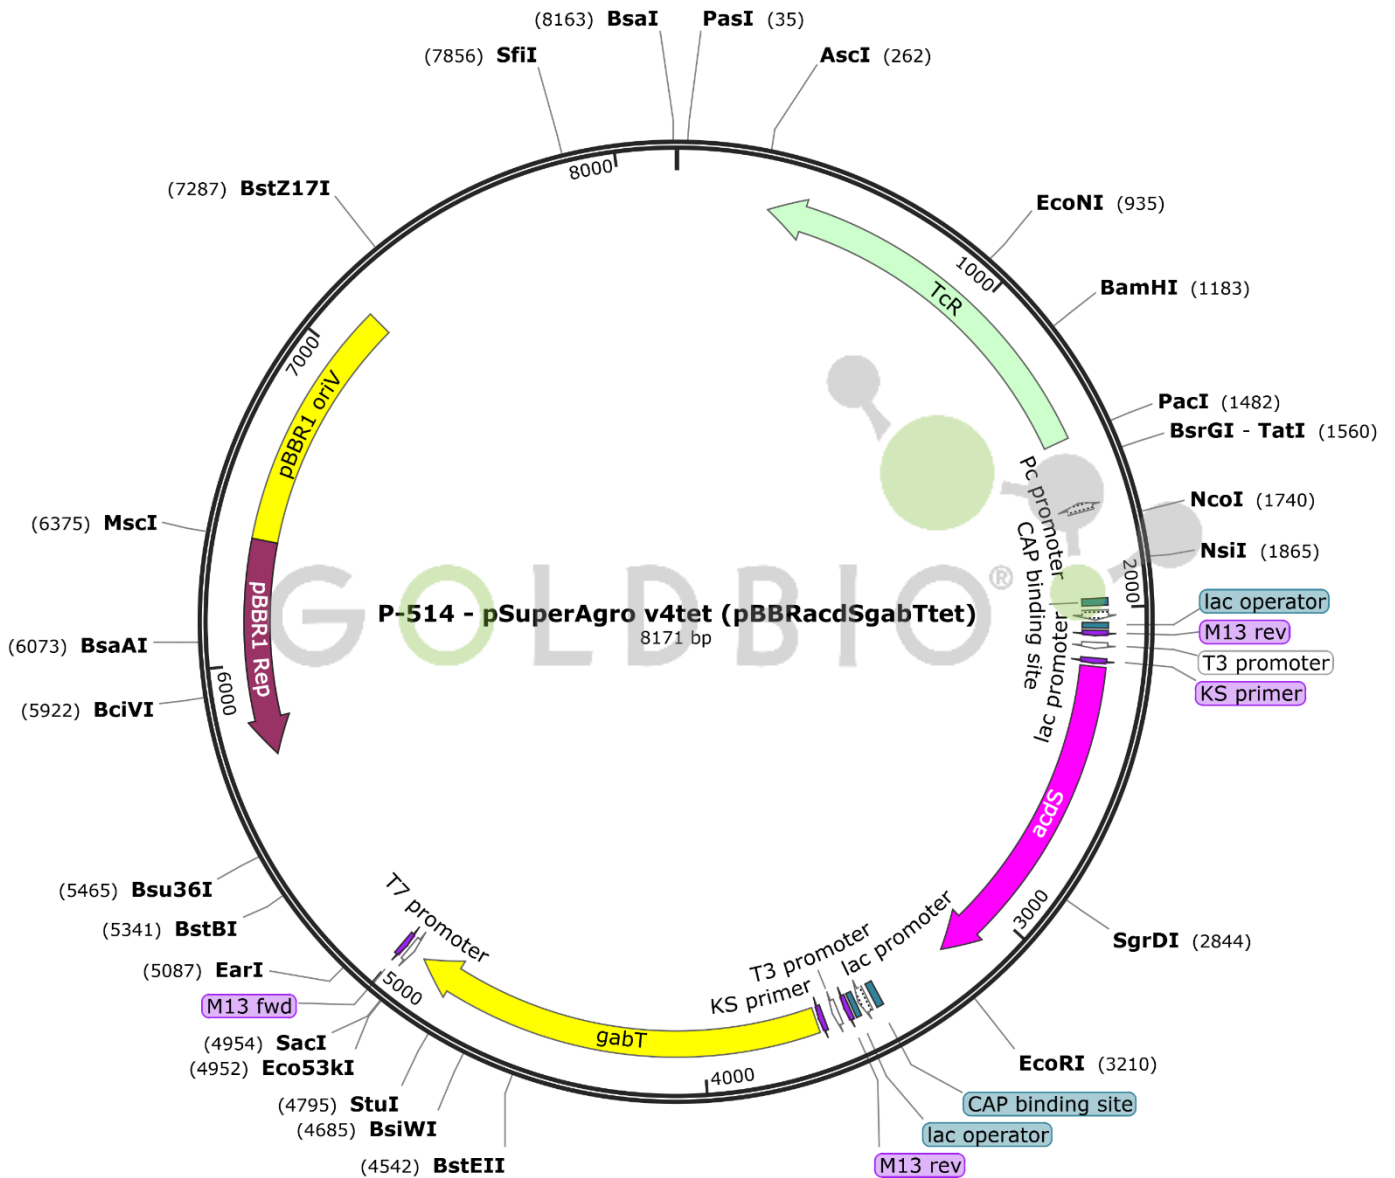 (8163) BsaI
PasI (35)
(7856) SfiI
AscI (262)
(7287) BstZ17I
8000
EcoNI (935)
1000
TcR
BamHI (1183)
7000
pBBR1 oriV
PacI (1482)
BsrGI - TatI (1560)
Pc promoter
NcoI (1740)
(6375) MscI
CAP binding site
NsiI (1865)
2000
GOLDBIO®
lac operator
P-514 - pSuperAgro v4tet (pBBRacdSgabTtet)
8171 bp
M13 rev
(6073) BsaAI
pBBR1 Rep
T3 promoter
lac promoter
6000
KS primer
(5922) BciVI
acdS
(5465) Bsu36I
T7 promoter
3000
(5341) BstBI
lac promoter
T3 promoter
SgrDI (2844)
(5087) EarI
5000
KS primer
M13 fwd
(4954) SacI
gabT
(4952) Eco53kI
EcoRI (3210)
4000
(4795) StuI
CAP binding site
(4685) BsiWI
lac operator
(4542) BstEII
M13 rev